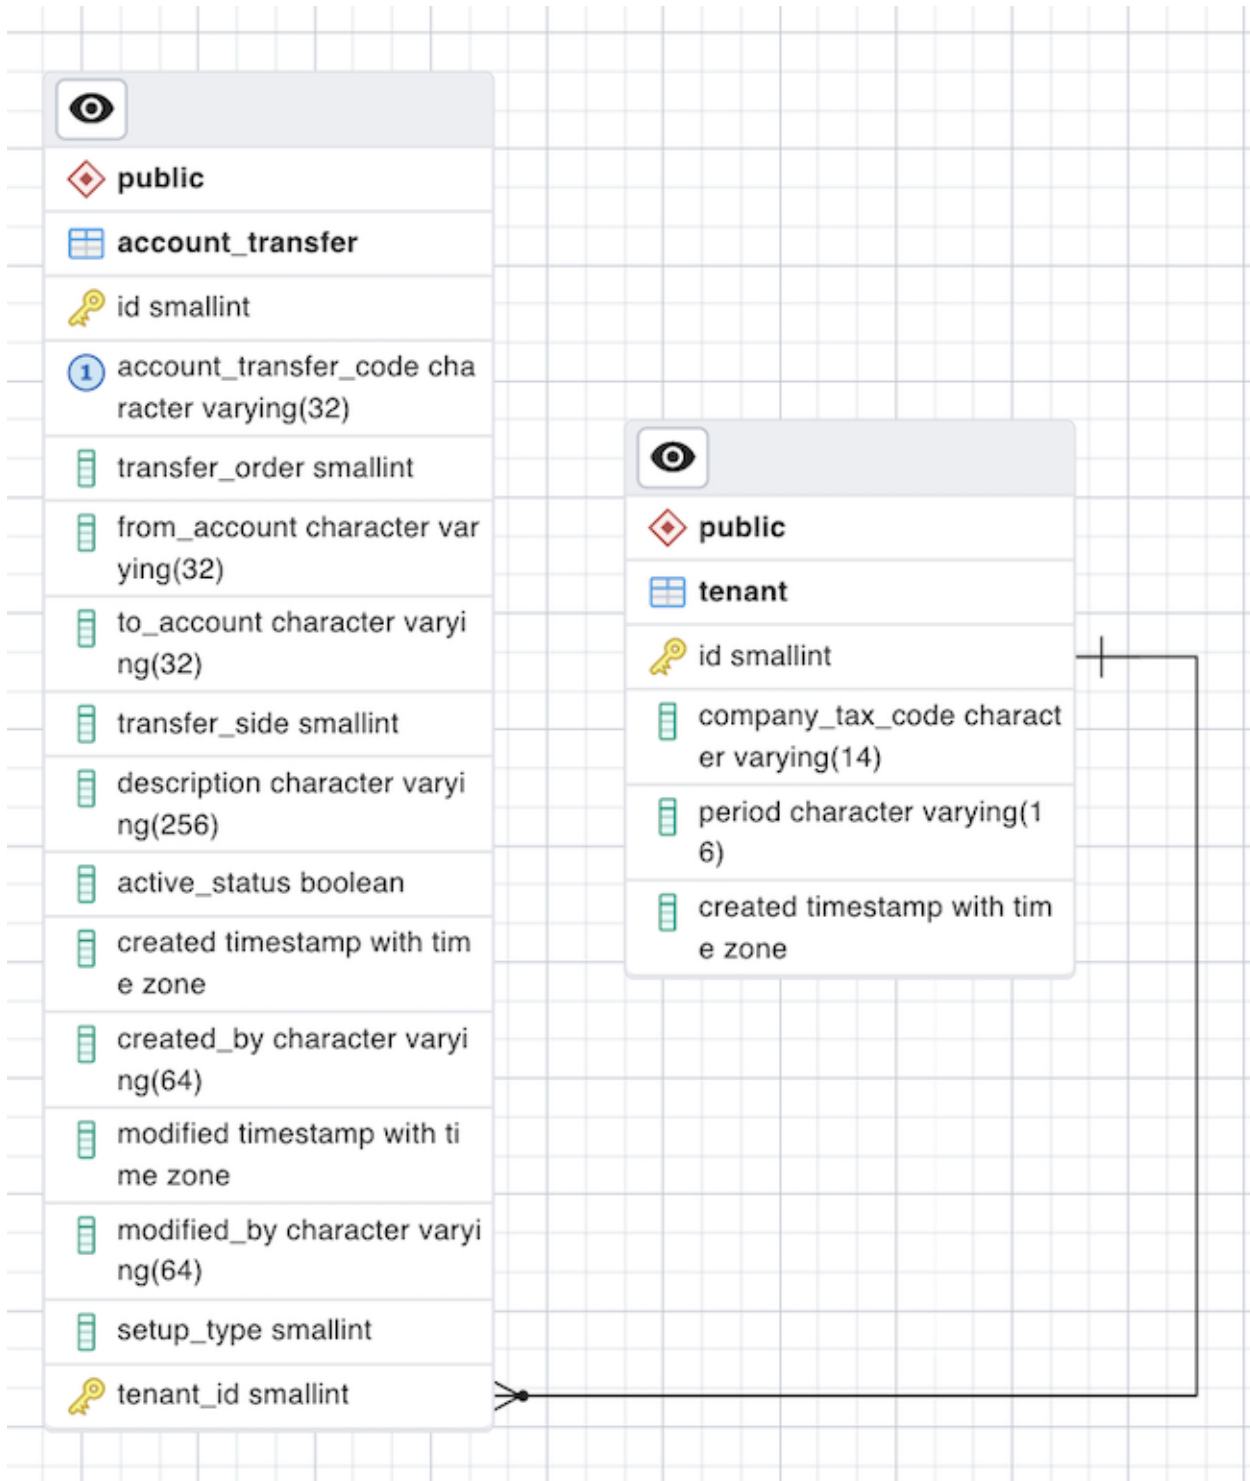 public
account_transfer
id smallint
1
account_transfer_code cha
racter varying(32)
transfer_order smallint
from_account character var
ying(32)
to_account character varyi
ng(32)
transfer_side smallint
description character varyi
ng(256)
active_status boolean
created timestamp with tim
e zone
created_by character varyi
ng(64)
modified timestamp with ti
me zone
modified_by character varyi
ng(64)
setup_type smallint
tenant_id smallint
public
tenant
id smallint
company_tax_code charact
er varying(14)
period character varying(1
6)
created timestamp with tim
e zone